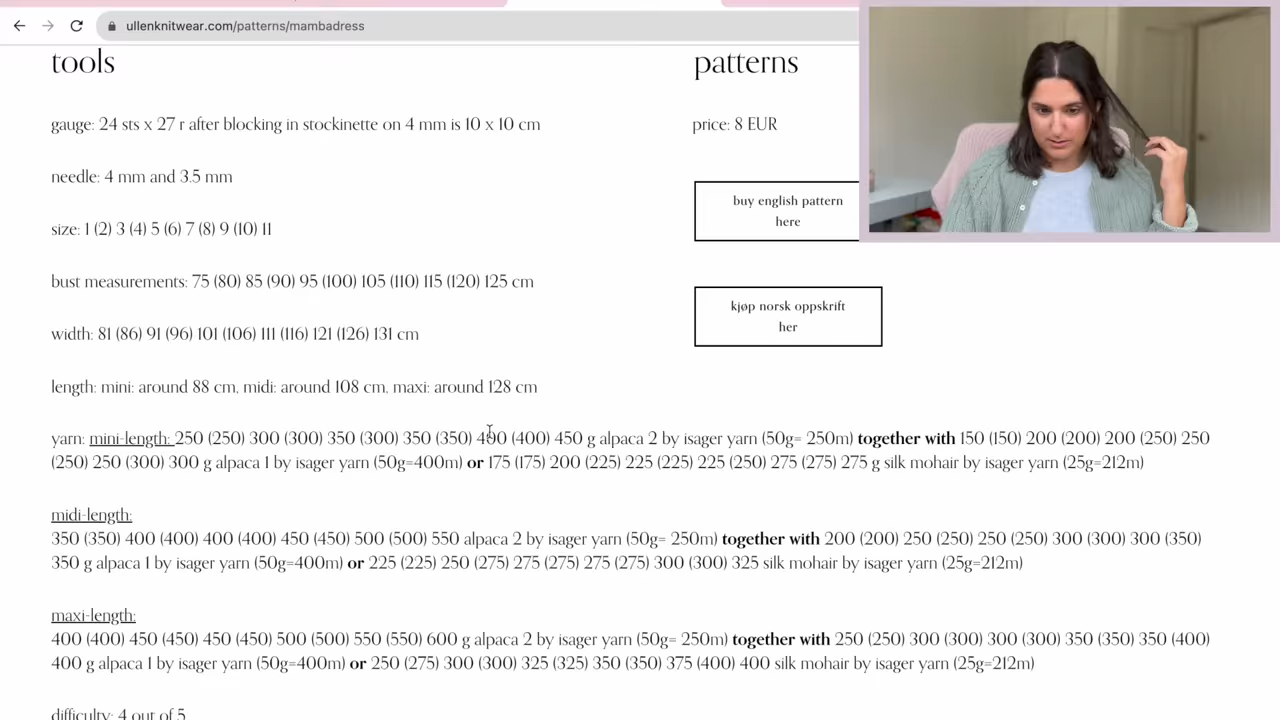 ullenknitwear.com/patterns/mambadress
tools
gauge: 24 sts x 27 r after blocking in stockinette on 4 mm is 10 x 10 cm
needle: 4 mm and 3.5 mm
size: 1 (2) 3 (4) 5 (6) 7 (8) 9 (10) 11
bust measurements: 75 (80) 85 (90) 95 (100) 105 (110) 115 (120) 125 cm
width: 81 (86) 91 (96) 101 (106) 111 (116) 121 (126) 131 cm
length: mini: around 88 cm, midi: around 108 cm, maxi: around 128 cm
yarn: mini-length: 250 (250) 300 (300) 350 (300) 350 (350) 400 (400) 450 g alpaca 2 by isager yarn (50g= 250m) together with 150 (150) 200 (200) 200 (250) 250
(250) 250 (300) 300 g alpaca 1 by isager yarn (50g=400m) or 175 (175) 200 (225) 225 (225) 225 (250) 275 (275) 275 g silk mohair by isager yarn (25g=212m)
midi-length:
350 (350) 400 (400) 400 (400) 450 (450) 500 (500) 550 alpaca 2 by isager yarn (50g= 250m) together with 200 (200) 250 (250) 250 (250) 300 (300) 300 (350)
350 g alpaca 1 by isager yarn (50g=400m) or 225 (225) 250 (275) 275 (275) 275 (275) 300 (300) 325 silk mohair by isager yarn (25g=212m)
maxi-length:
400 (400) 450 (450) 450 (450) 500 (500) 550 (550) 600 g alpaca 2 by isager yarn (50g= 250m) together with 250 (250) 300 (300) 300 (300) 350 (350) 350 (400)
400 g alpaca 1 by isager yarn (50g=400m) or 250 (275) 300 (300) 325 (325) 350 (350) 375 (400) 400 silk mohair by isager yarn (25g=212m)
difficulty: 4 out of 5
patterns
price: 8 EUR
buy english pattern
here
kjøp norsk oppskrift
her